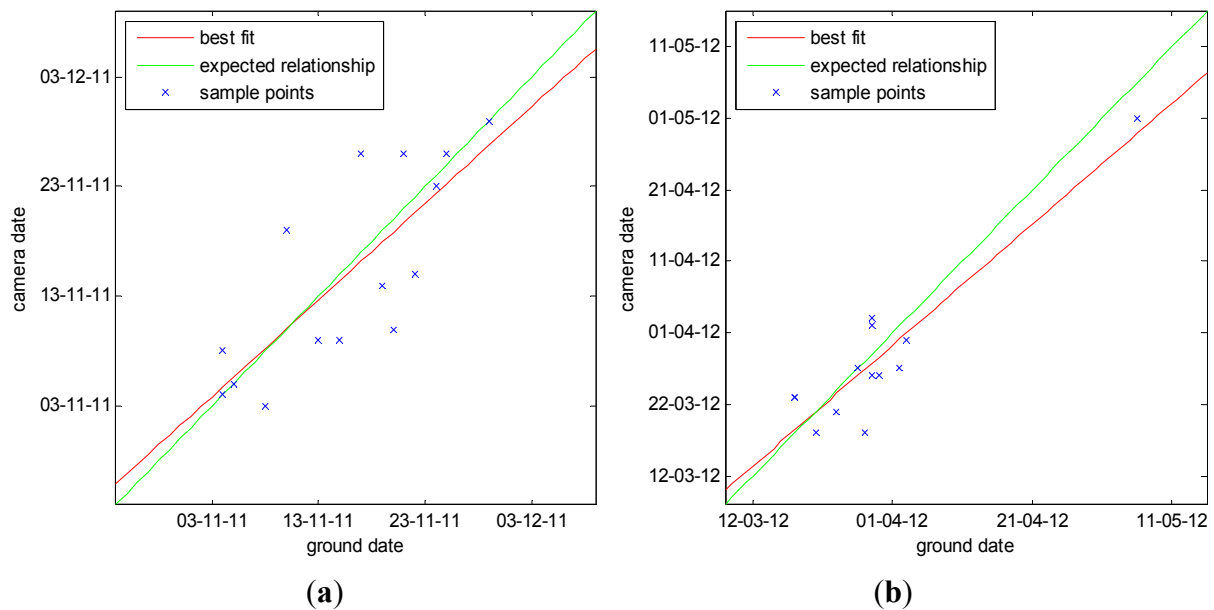 best fit
expected relationship
sample points
03-12-11
23-11-11
13-11-11
03-11-11
camera date
03-11-11 13-11-11 23-11-11 03-12-11
ground date
(a)
best fit
expected relationship
sample points
11-05-12
01-05-12
21-04-12
11-04-12
01-04-12
22-03-12
12-03-12
camera date
12-03-12 01-04-12 21-04-12 11-05-12
ground date
(b)